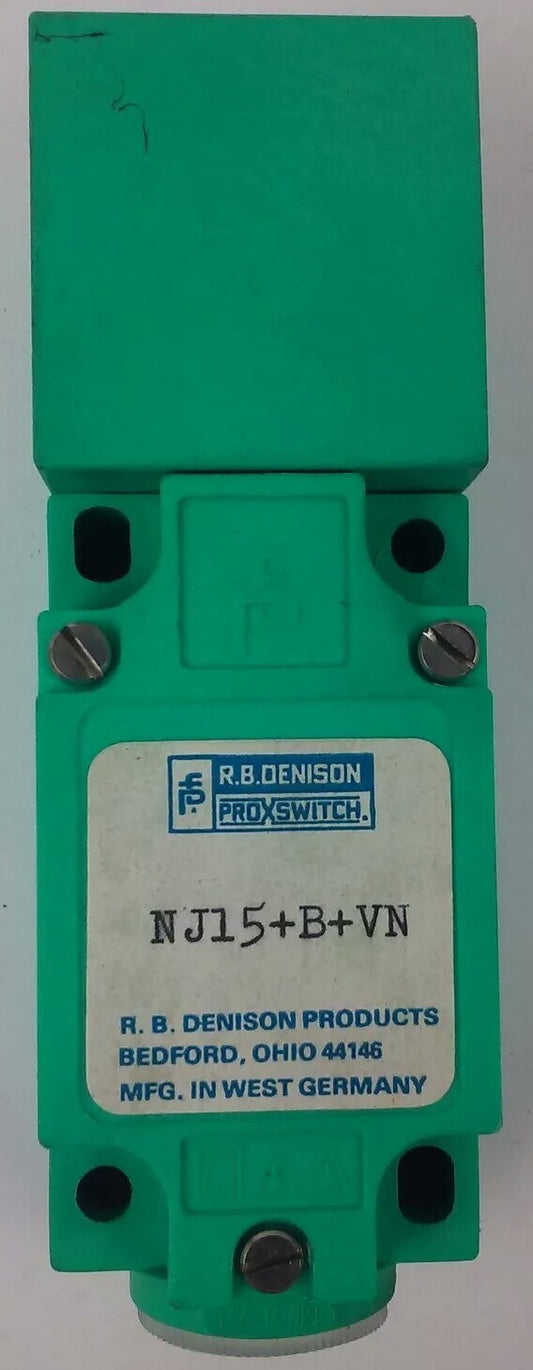 R.B.DENISON
PROXSWITCH.
NJ15+B+VN
R. B. DENISON PRODUCTS
BEDFORD, OHIO 44146
MFG. IN WEST GERMANY